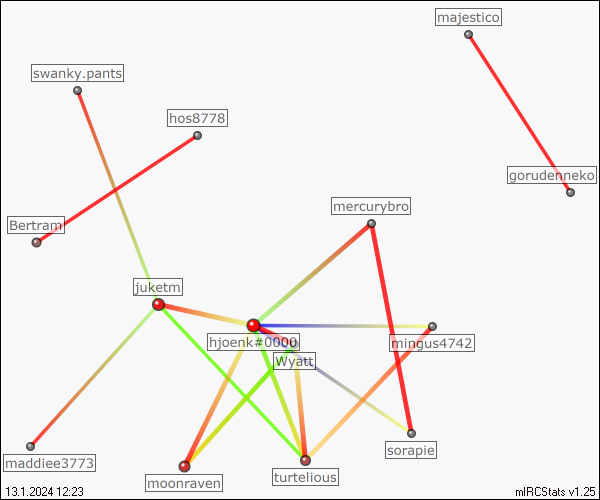 majestico
swanky.pants
hos8778
gorudenneko
mercurybro
Bertram
juketm
hjoenk#0000
mingus4742
Wyatt
sorapie
maddiee3773
turtelious
moonraven
13.1.2024 12:23
mIRCStats v1.25